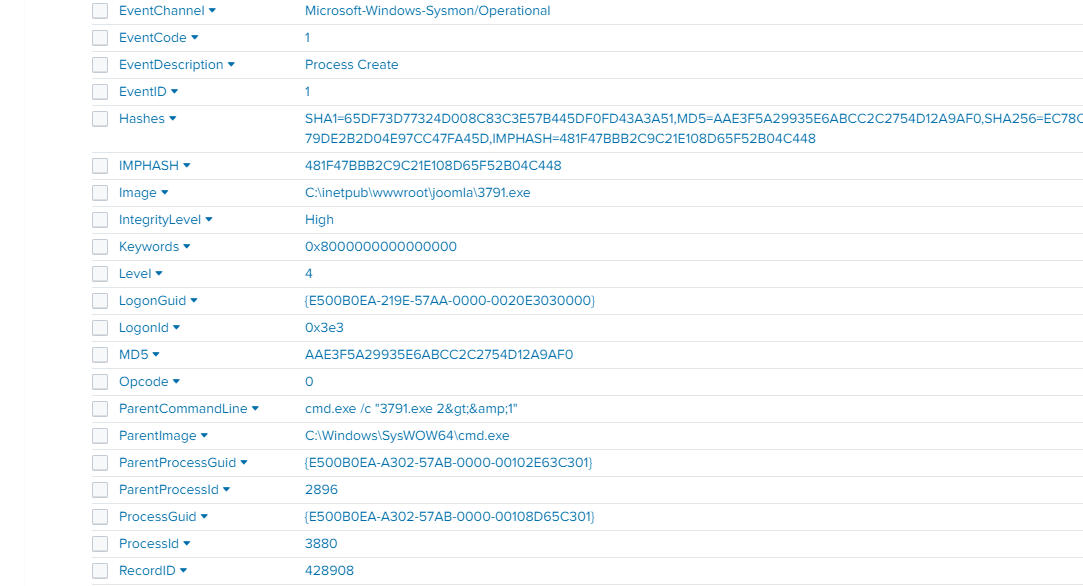 EventChannel Microsoft-Windows-Sysmon/Operational
EventCode 1
EventDescription Process Create
EventID 1
Hashes SHA1=65DF73D77324D008C83C3E57B445DF0FD43A3A51,MD5=AAE3F5A29935E6ABCC2C2754D12A9AF0,SHA256=EC78C
79DE2B2D04E97CC47FA45D,IMPHASH=481F47BBB2C9C21E108D65F52B04C448
IMPHASH 481F47BBB2C9C21E108D65F52B04C448
Image C:\inetpub\wwwroot\joomla\3791.exe
IntegrityLevel High
Keywords 0x8000000000000000
Level 4
LogonGuid {E500B0EA-219E-57AA-0000-0020E3030000}
LogonId 0x3e3
MD5 AAE3F5A29935E6ABCC2C2754D12A9AF0
Opcode 0
ParentCommandLine cmd.exe /c "3791.exe 2&gt;&amp;1"
ParentImage C:\Windows\SysWOW64\cmd.exe
ParentProcessGuid {E500B0EA-A302-57AB-0000-00102E63C301}
ParentProcessId 2896
ProcessGuid {E500B0EA-A302-57AB-0000-00108D65C301}
ProcessId 3880
RecordID 428908